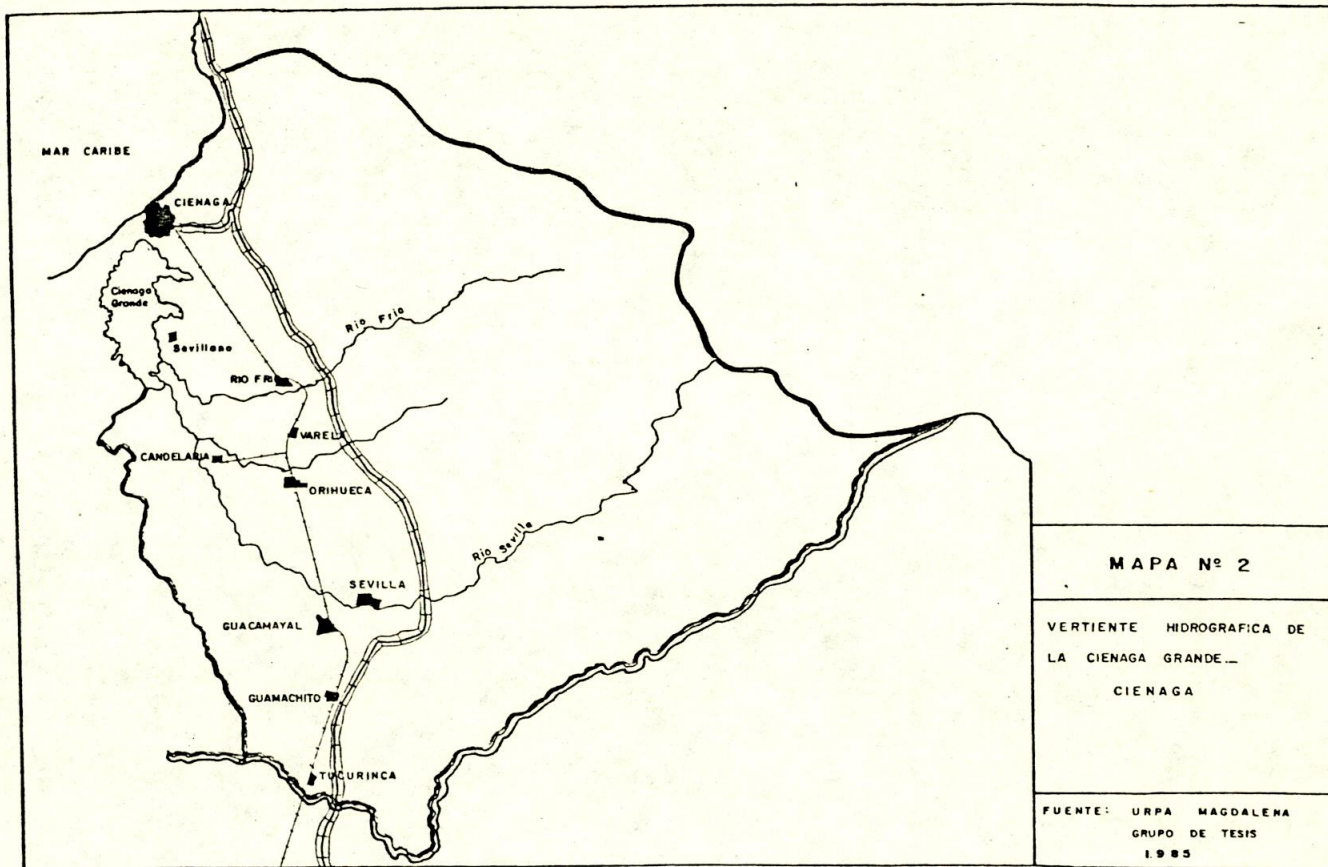 MAR CARIBE
CIENAGA
Cienaga
Grande
Rio Frio
Sevillano
RIO FRIO
VARELA
CANDELARIA
ORIHUECA
Rio Sevilla
SEVILLA
GUACAMAYAL
GUAMACHITO
TUCURINCA
MAPA Nº 2
VERTIENTE HIDROGRAFICA DE
LA CIENAGA GRANDE_
CIENAGA
FUENTE: URPA MAGDALENA
GRUPO DE TESIS
1.985